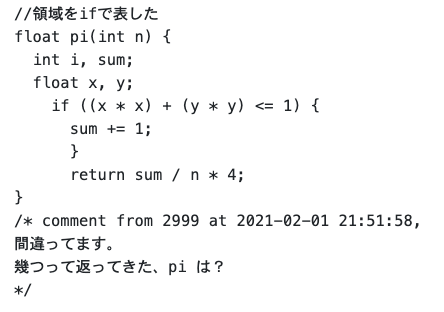 //領域をifで表した
float pi(int n) {
  int i, sum;
  float x, y;
    if ((x * x) + (y * y) <= 1) {
      sum += 1;
      }
      return sum / n * 4;
}
/* comment from 2999 at 2021-02-01 21:51:58,
間違ってます。
幾つって返ってきた、pi は？
*/